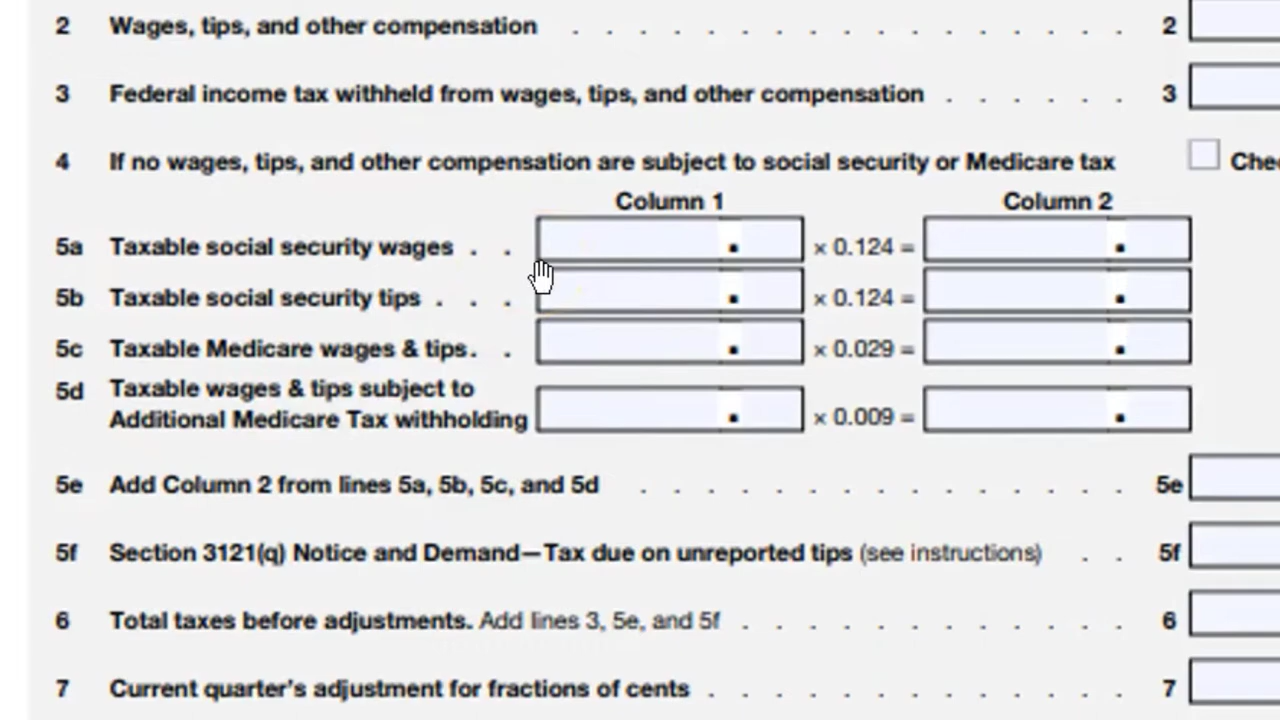 2 Wages, tips, and other compensation . . . . . . . . . . . . . . . . . 2
3 Federal income tax withheld from wages, tips, and other compensation . . . . . . 3
4 If no wages, tips, and other compensation are subject to social security or Medicare tax
Column 1 Column 2
5a Taxable social security wages . . . × 0.124 = .
5b Taxable social security tips . . . . × 0.124 = .
5c Taxable Medicare wages & tips. . . × 0.029 = .
5d Taxable wages & tips subject to
Additional Medicare Tax withholding . × 0.009 = .
5e Add Column 2 from lines 5a, 5b, 5c, and 5d . . . . . . . . . . . . . . . 5e
5f Section 3121(q) Notice and Demand—Tax due on unreported tips (see instructions) . . 5f
6 Total taxes before adjustments. Add lines 3, 5e, and 5f . . . . . . . . . . . . 6
7 Current quarter's adjustment for fractions of cents . . . . . . . . . . . . . 7